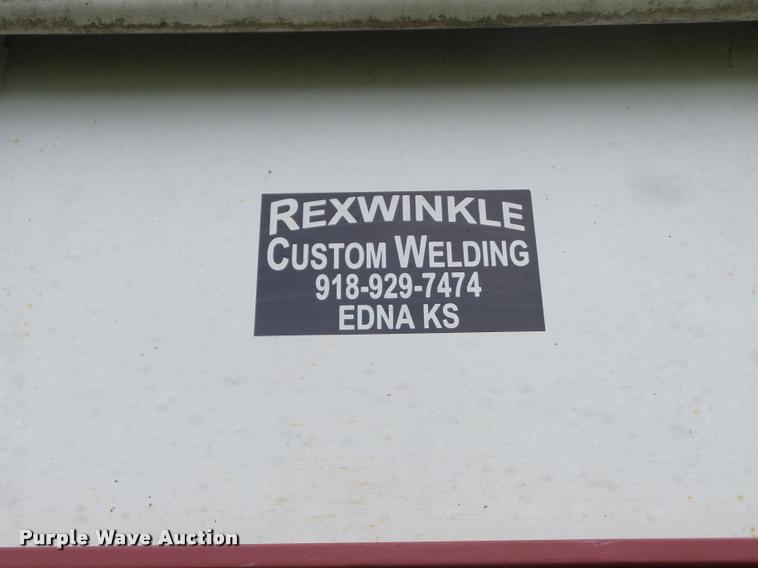 REXWINKLE
CUSTOM WELDING
918-929-7474
EDNA KS
Purple Wave Auction